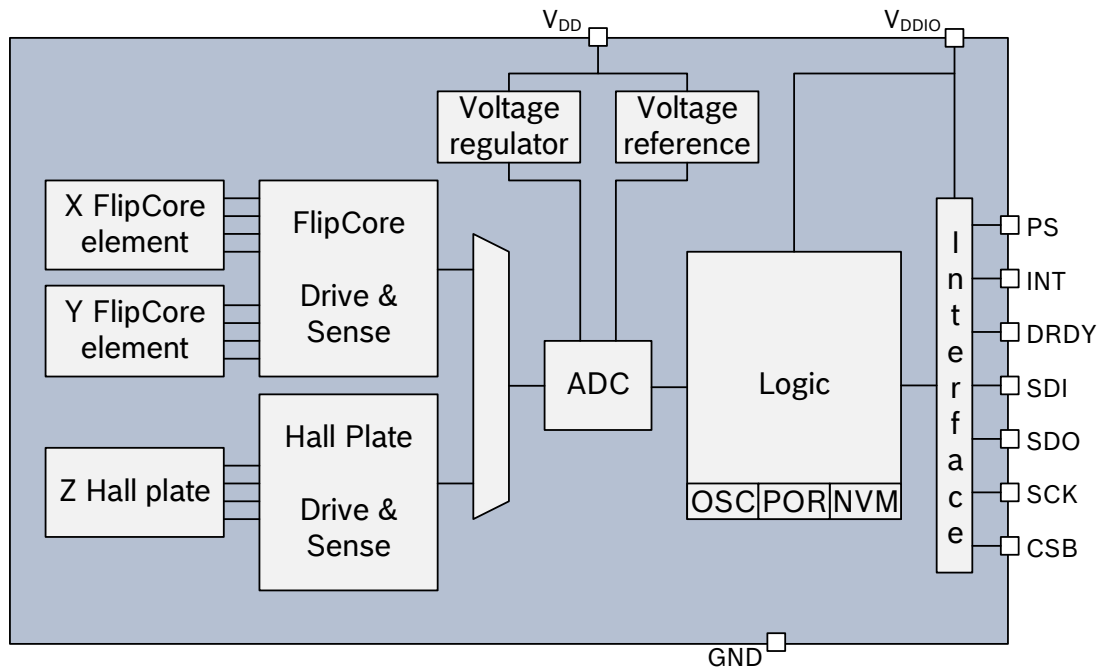 VDD
VDDIO
Voltage
regulator
Voltage
reference
X FlipCore
element
Y FlipCore
element
Z Hall plate
FlipCore
Drive &
Sense
Hall Plate
Drive &
Sense
ADC
Logic
OSC
POR
NVM
Interface
PS
INT
DRDY
SDI
SDO
SCK
CSB
GND